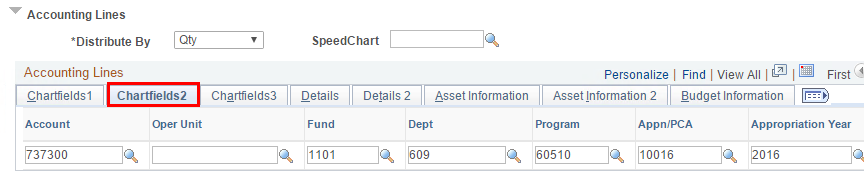 Accounting Lines
*Distribute By Qty SpeedChart
Accounting Lines Personalize | Find | View All | | First
Chartfields1 Chartfields2 Chartfields3 Details Details 2 Asset Information Asset Information 2 Budget Information
Account Oper Unit Fund Dept Program Appn/PCA Appropriation Year
737300 1101 609 60510 10016 2016